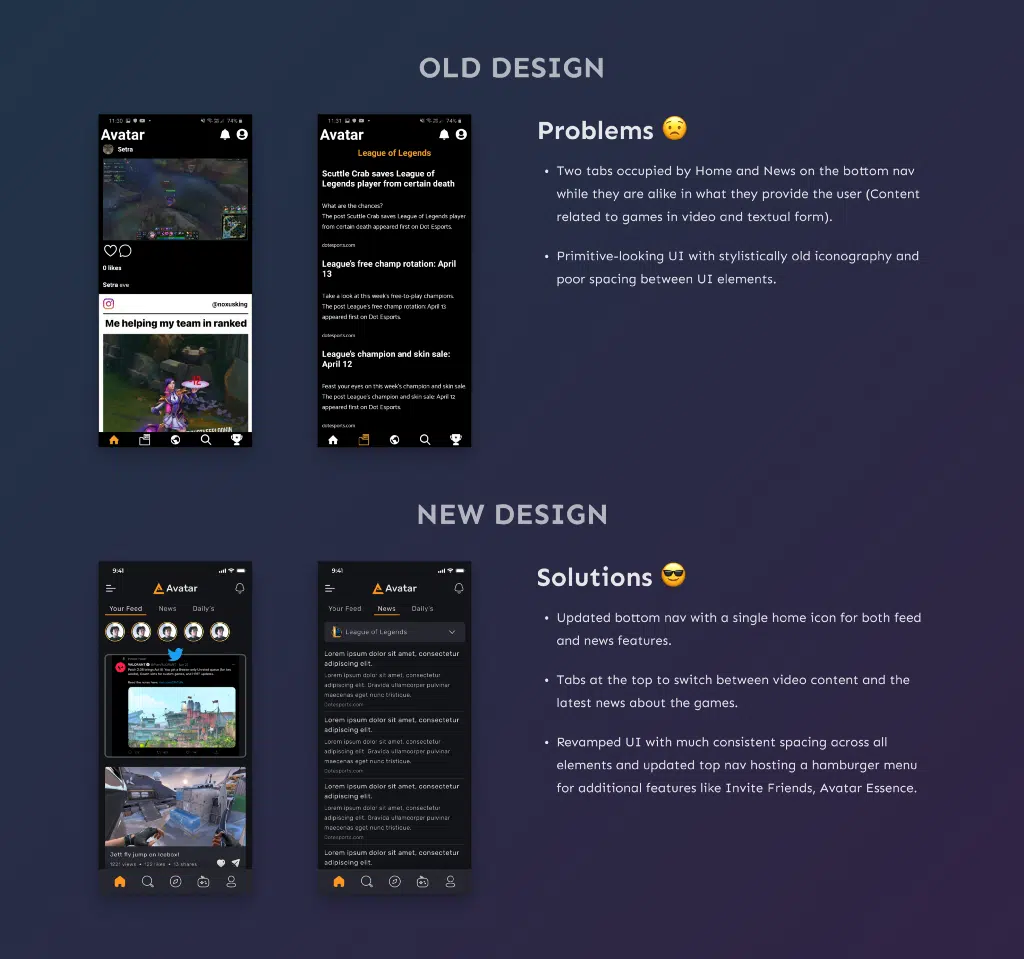 OLD DESIGN
11:30
74%
Avatar
Setra
0 likes
Setra eve
@noxusking
Me helping my team in ranked
12
11:31
74%
Avatar
League of Legends
Scuttle Crab saves League of
Legends player from certain death
What are the chances?
The post Scuttle Crab saves League of Legends player
from certain death appeared first on Dot Esports.
dotesports.com
League's free champ rotation: April
13
Take a look at this week's free-to-play champions.
The post League's free champ rotation: April 13
appeared first on Dot Esports.
dotesports.com
League's champion and skin sale:
April 12
Feast your eyes on this week's champion and skin sale
The post League's champion and skin sale: April 12
appeared first on Dot Esports.
dotesports.com
Problems 😟
• Two tabs occupied by Home and News on the bottom nav
while they are alike in what they provide the user (Content
related to games in video and textual form).
• Primitive-looking UI with stylistically old iconography and
poor spacing between UI elements.
NEW DESIGN
9:41
Avatar
Your Feed News Daily's
VALORANT
Jett fly jump on Icebox!
1221 views • 122 likes • 13 shares
9:41
Avatar
Your Feed News Daily's
League of Legends
Lorem ipsum dolor sit amet, consectetur
adipiscing elit.
Lorem ipsum dolor sit amet, consectetur
adipiscing elit. Gravida ullamcorper pulvinar
maecenas eget nunc tristique.
Dotesports.com
Lorem ipsum dolor sit amet, consectetur
adipiscing elit.
Lorem ipsum dolor sit amet, consectetur
adipiscing elit. Gravida ullamcorper pulvinar
maecenas eget nunc tristique.
Dotesports.com
Lorem ipsum dolor sit amet, consectetur
adipiscing elit.
Lorem ipsum dolor sit amet, consectetur
adipiscing elit. Gravida ullamcorper pulvinar
maecenas eget nunc tristique.
Dotesports.com
Lorem ipsum dolor sit amet, consectetur
adipiscing elit.
Solutions 😎
• Updated bottom nav with a single home icon for both feed
and news features.
• Tabs at the top to switch between video content and the
latest news about the games.
• Revamped UI with much consistent spacing across all
elements and updated top nav hosting a hamburger menu
for additional features like Invite Friends, Avatar Essence.